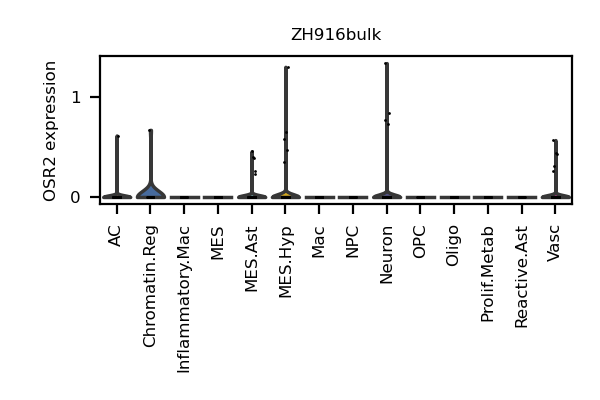 ZH916bulk
OSR2 expression
1
0
AC
Chromatin.Reg
Inflammatory.Mac
MES
MES.Ast
MES.Hyp
Mac
NPC
Neuron
OPC
Oligo
Prolif.Metab
Reactive.Ast
Vasc